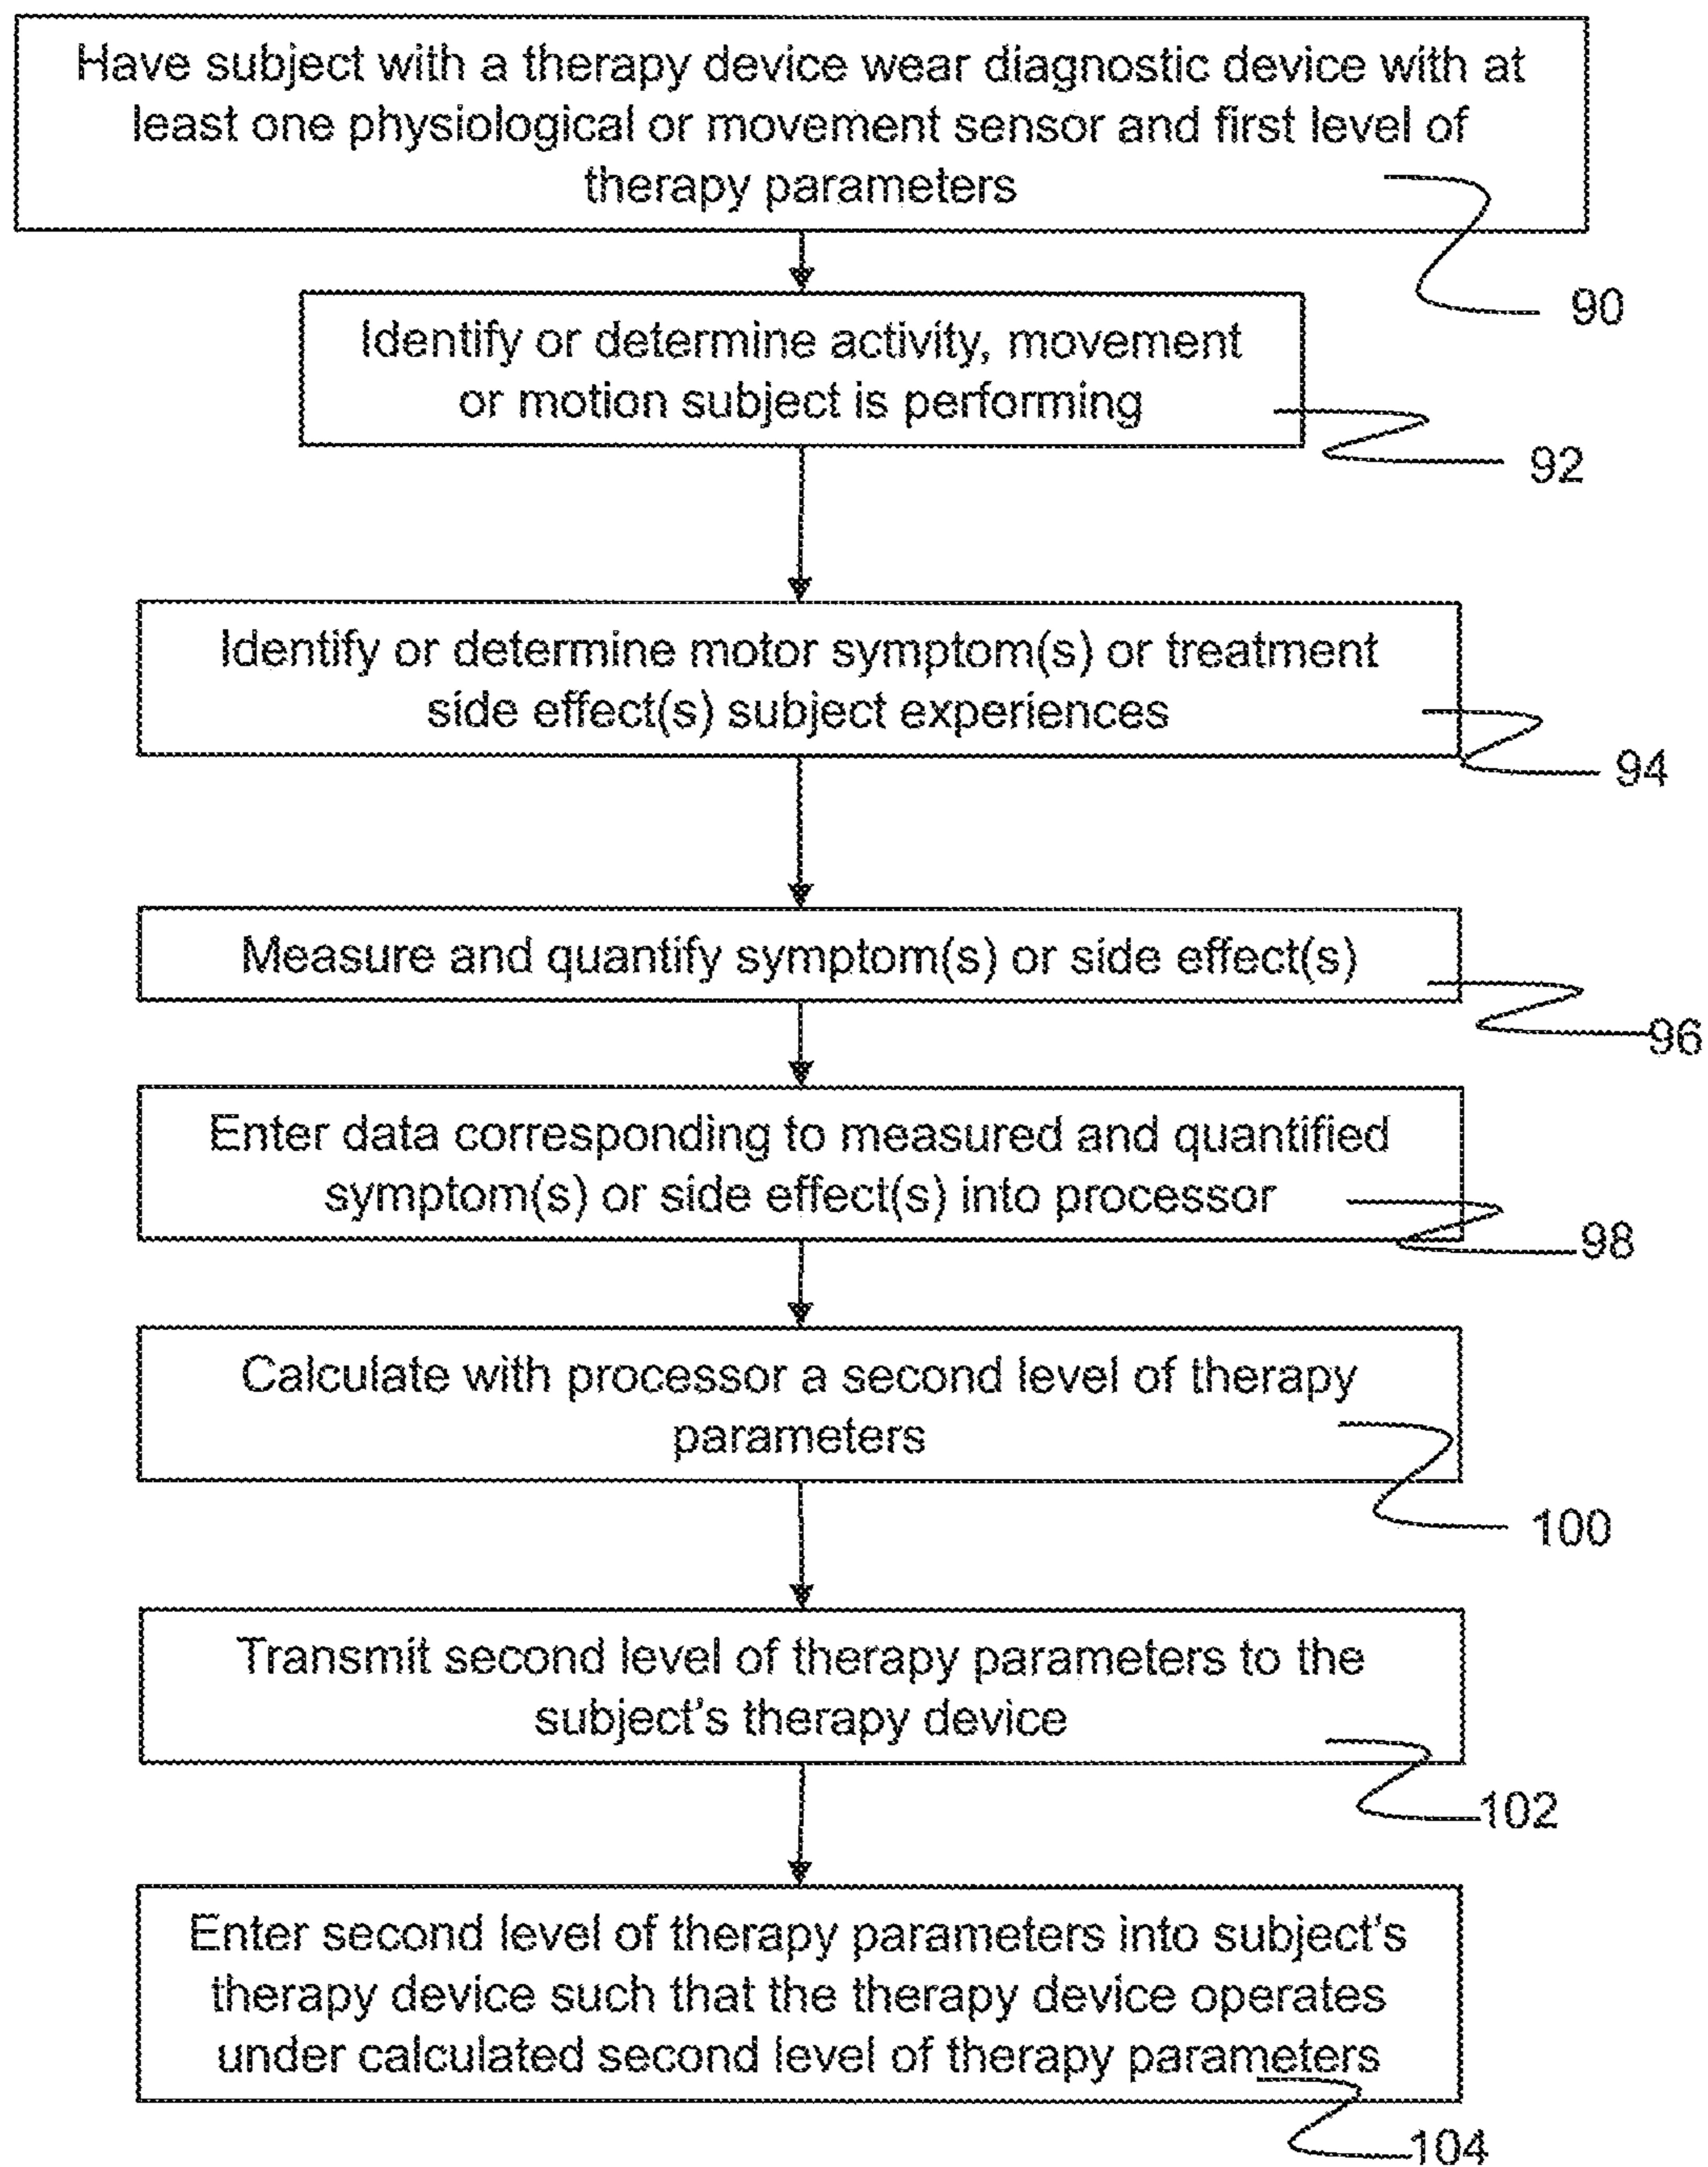 Have subject with a therapy device wear diagnostic device with at
least one physiological or movement sensor and first level of
therapy parameters
90
Identify or determine activity, movement
or motion subject is performing
92
Identify or determine motor symptom(s) or treatment
side effect(s) subject experiences
94
Measure and quantify symptom(s) or side effect(s)
96
Enter data corresponding to measured and quantified
symptom(s) or side effect(s) into processor
98
Calculate with processor a second level of therapy
parameters
100
Transmit second level of therapy parameters to the
subject's therapy device
102
Enter second level of therapy parameters into subject's
therapy device such that the therapy device operates
under calculated second level of therapy parameters
104